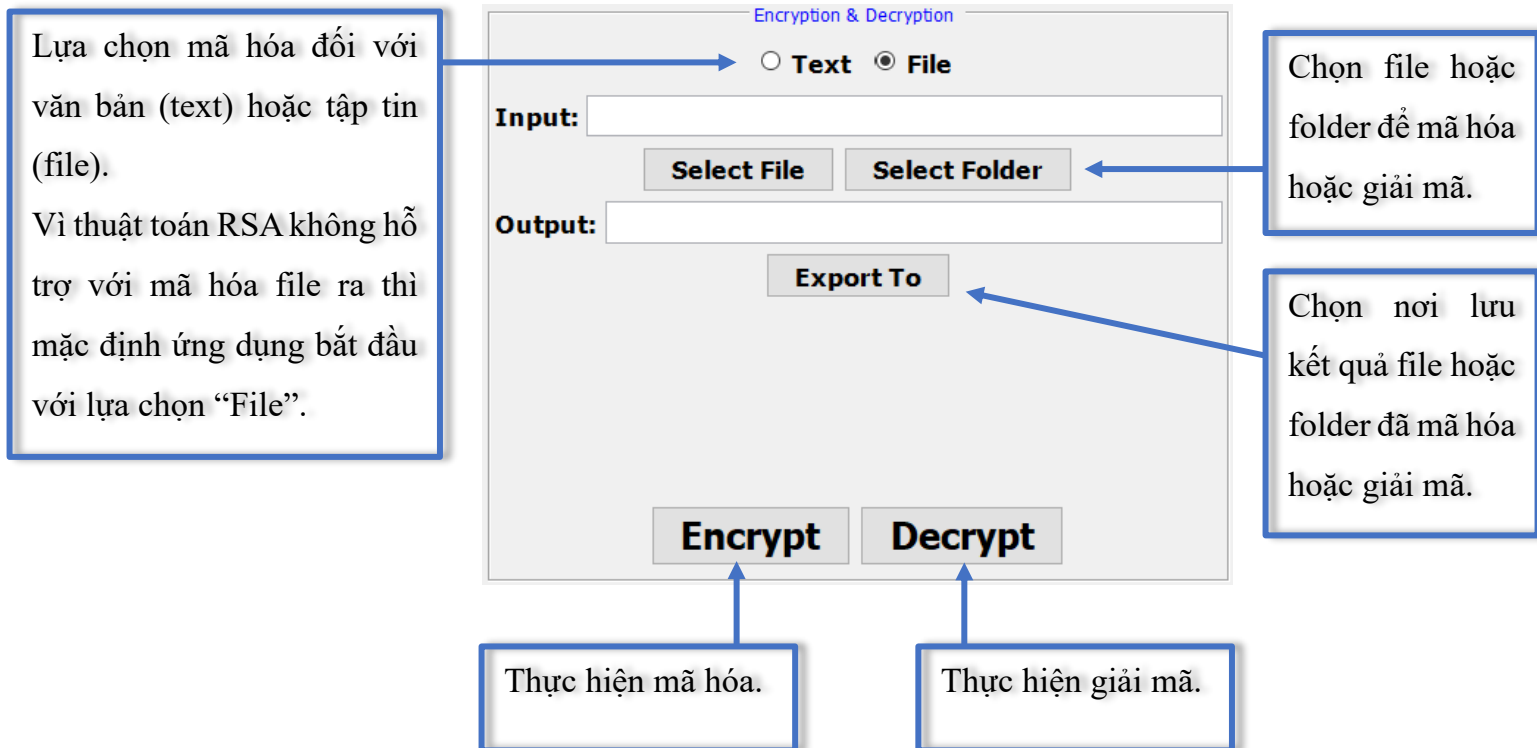 Lựa chọn mã hóa đối với
văn bản (text) hoặc tập tin
(file).
Vì thuật toán RSA không hỗ
trợ với mã hóa file ra thì
mặc định ứng dụng bắt đầu
với lựa chọn “File”.
Encryption & Decryption
Text File
Input:
Select File Select Folder
Output:
Export To
Encrypt Decrypt
Chọn file hoặc
folder để mã hóa
hoặc giải mã.
Chọn nơi lưu
kết quả file hoặc
folder đã mã hóa
hoặc giải mã.
Thực hiện mã hóa.
Thực hiện giải mã.